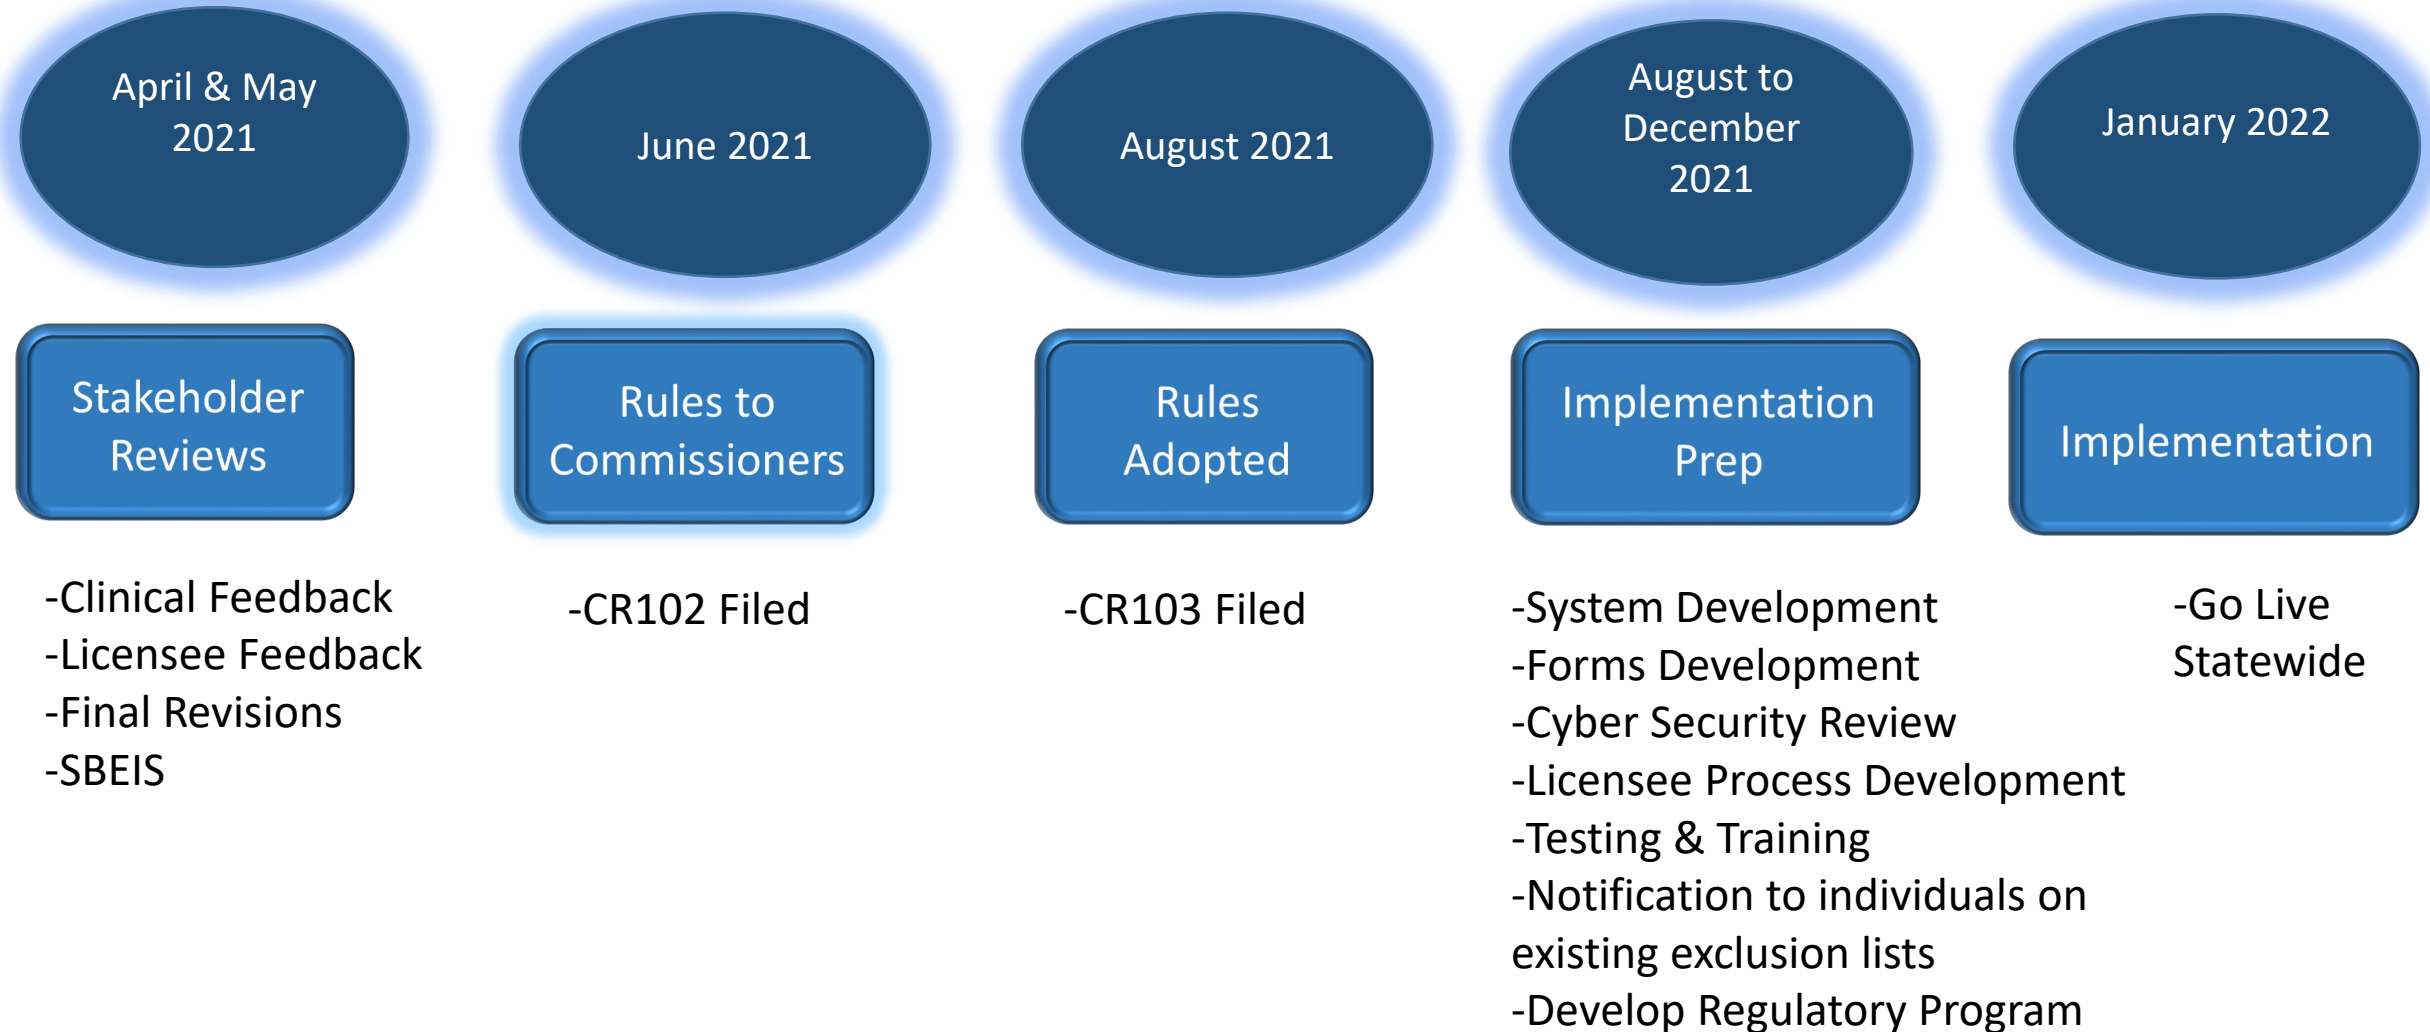 April & May
2021
June 2021
August 2021
August to
December
2021
January 2022
Stakeholder
Reviews
Rules to
Commissioners
Rules
Adopted
Implementation
Prep
Implementation
-Clinical Feedback
-Licensee Feedback
-Final Revisions
-SBEIS
-CR102 Filed
-CR103 Filed
-System Development
-Forms Development
-Cyber Security Review
-Licensee Process Development
-Testing & Training
-Notification to individuals on
existing exclusion lists
-Develop Regulatory Program
-Go Live
Statewide